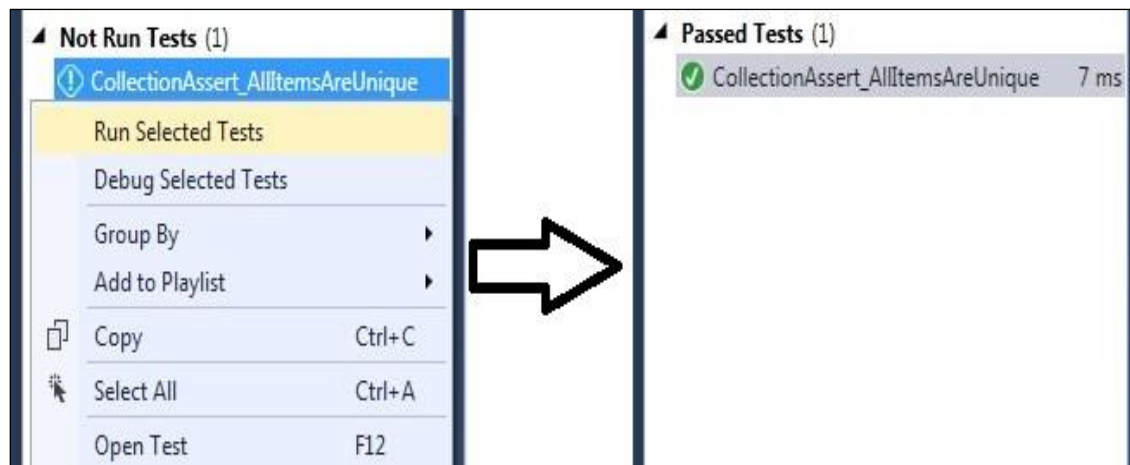 Not Run Tests (1)
CollectionAssert_AllItemsAreUnique
Run Selected Tests
Debug Selected Tests
Group By
Add to Playlist
Copy Ctrl+C
Select All Ctrl+A
Open Test F12
Passed Tests (1)
CollectionAssert_AllItemsAreUnique 7 ms